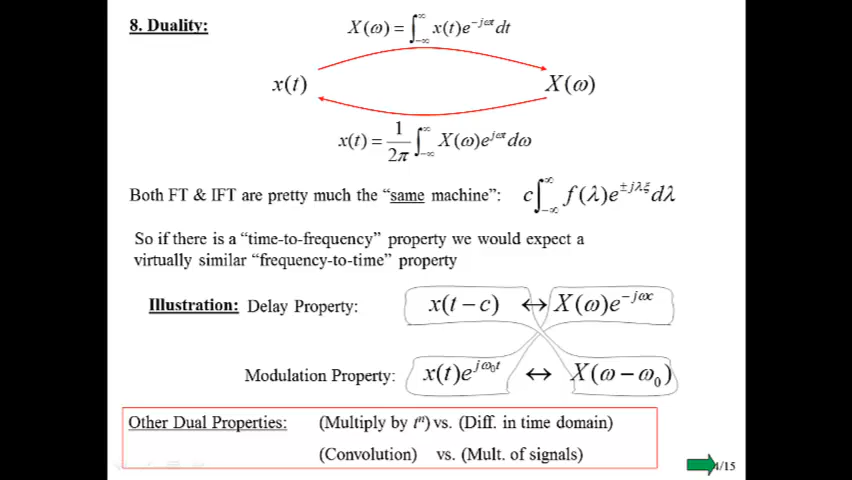 8. Duality:
X(ω) = ∫_{-∞}^{∞} x(t)e^{-jωt}dt
x(t) X(ω)
x(t) = 1/2π ∫_{-∞}^{∞} X(ω)e^{jωt}dω
Both FT & IFT are pretty much the “same machine”: c∫_{-∞}^{∞} f(λ)e^{±jλξ}dλ
So if there is a “time-to-frequency” property we would expect a
virtually similar “frequency-to-time” property
Illustration: Delay Property: x(t − c) ↔ X(ω)e^{−jωc}
Modulation Property: x(t)e^{jω₀t} ↔ X(ω − ω₀)
Other Dual Properties: (Multiply by tⁿ) vs. (Diff. in time domain)
(Convolution) vs. (Mult. of signals)